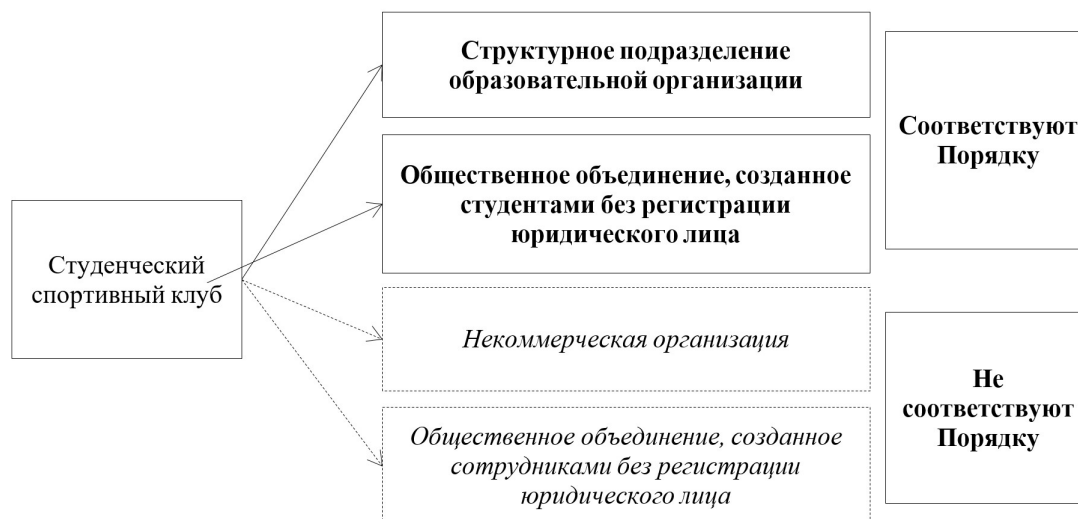 Студенческий
спортивный клуб
Структурное подразделение
образовательной организации
Общественное объединение, созданное
студентами без регистрации
юридического лица
Некоммерческая организация
Общественное объединение, созданное
сотрудниками без регистрации
юридического лица
Соответствуют
Порядку
Не
соответствуют
Порядку